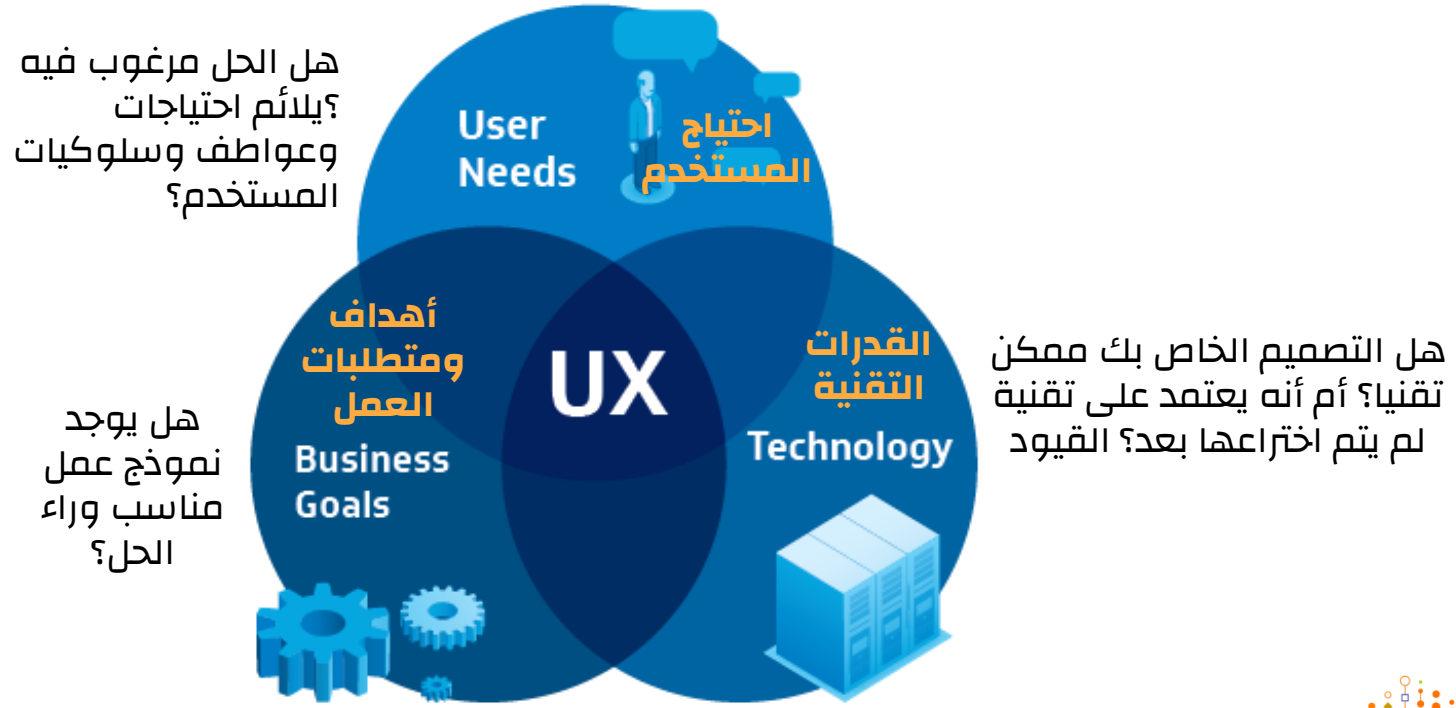 هل الحل مرغوب فيه
؟يلائم احتياجات
وعواطف وسلوكيات
المستخدم؟
User
Needs
احتياج
المستخدم
أهداف
ومتطلبات
العمل
Business
Goals
UX
القدرات
التقنية
Technology
هل التصميم الخاص بك ممكن
تقنيا؟ أم أنه يعتمد على تقنية
لم يتم اختراعها بعد؟ القيود
هل يوجد
نموذج عمل
مناسب وراء
الحل؟